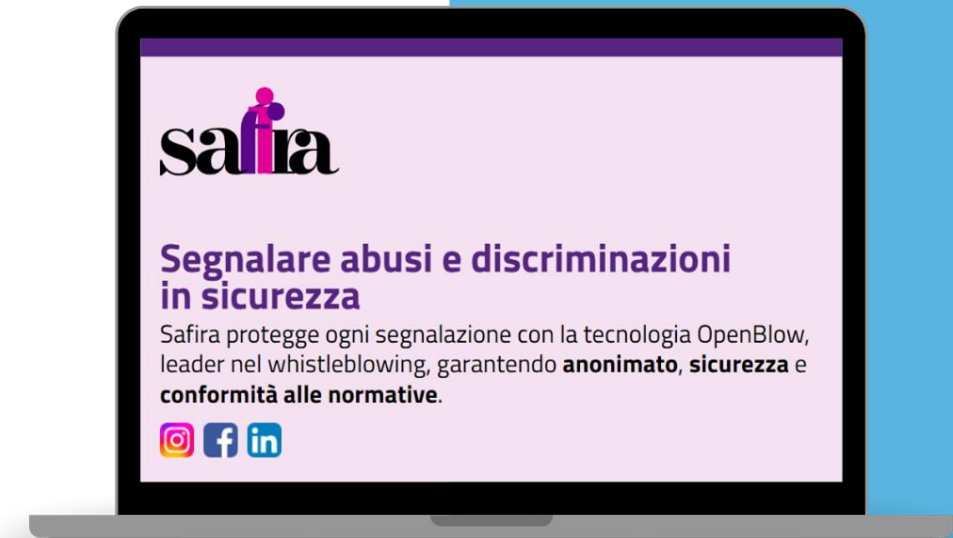 safira
Segnalare abusi e discriminazioni
in sicurezza
Safira protegge ogni segnalazione con la tecnologia OpenBlow,
leader nel whistleblowing, garantendo anonimato, sicurezza e
conformità alle normative.